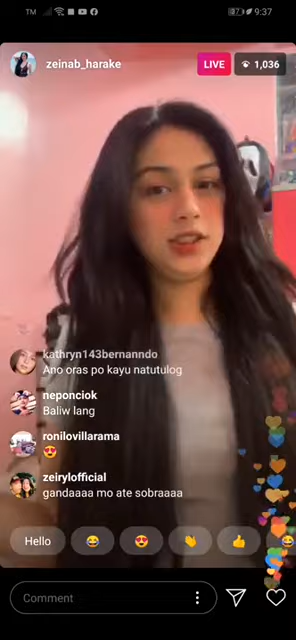 TM
37
9:37
zeinab_harake
LIVE
1,036
kathryn143bernanndo
Ano oras po kayu natutulog
neponciok
Baliw lang
ronilovillarama
😍
zeirylofficial
gandaaaa mo ate sobraaaa
Hello 😂 😍 👏 👍 😂
Comment